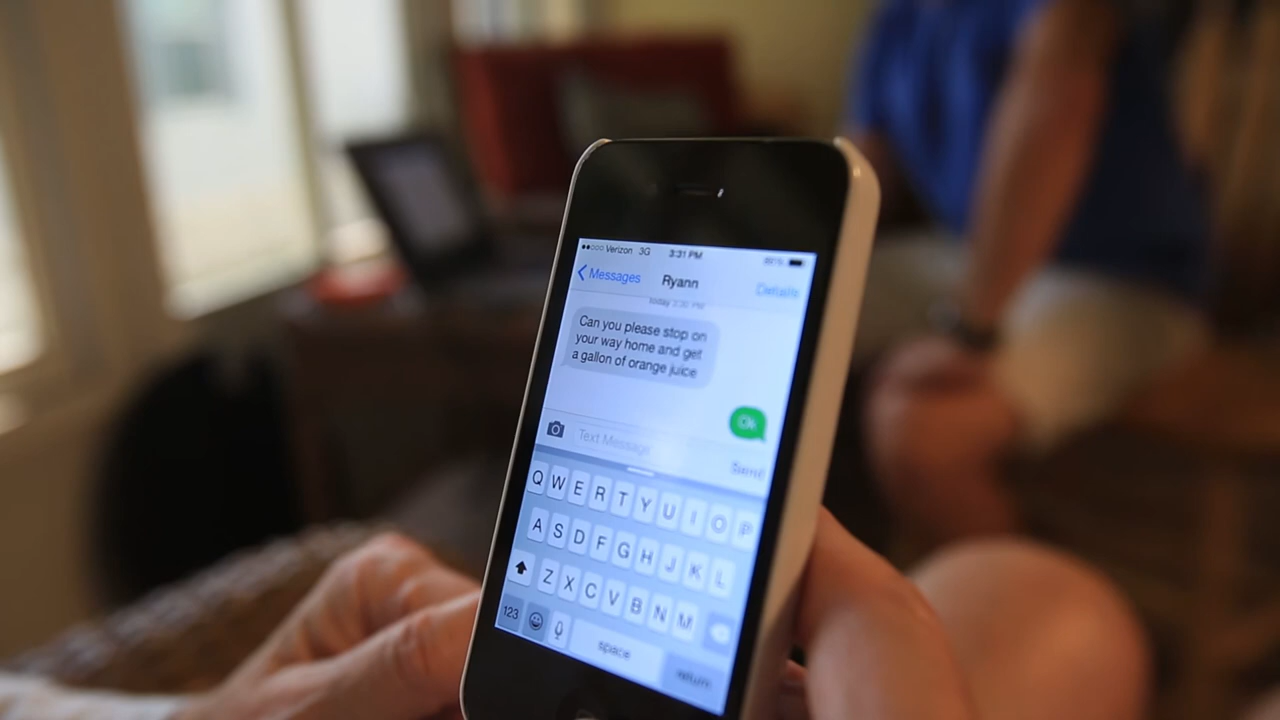 Verizon 3G 3:31 PM
Messages Ryann Details
Can you please stop on
your way home and get
a gallon of orange juice
Ok
Text Message Send
Q W E R T Y U I O P
A S D F G H J K L
Z X C V B N M
123 space return